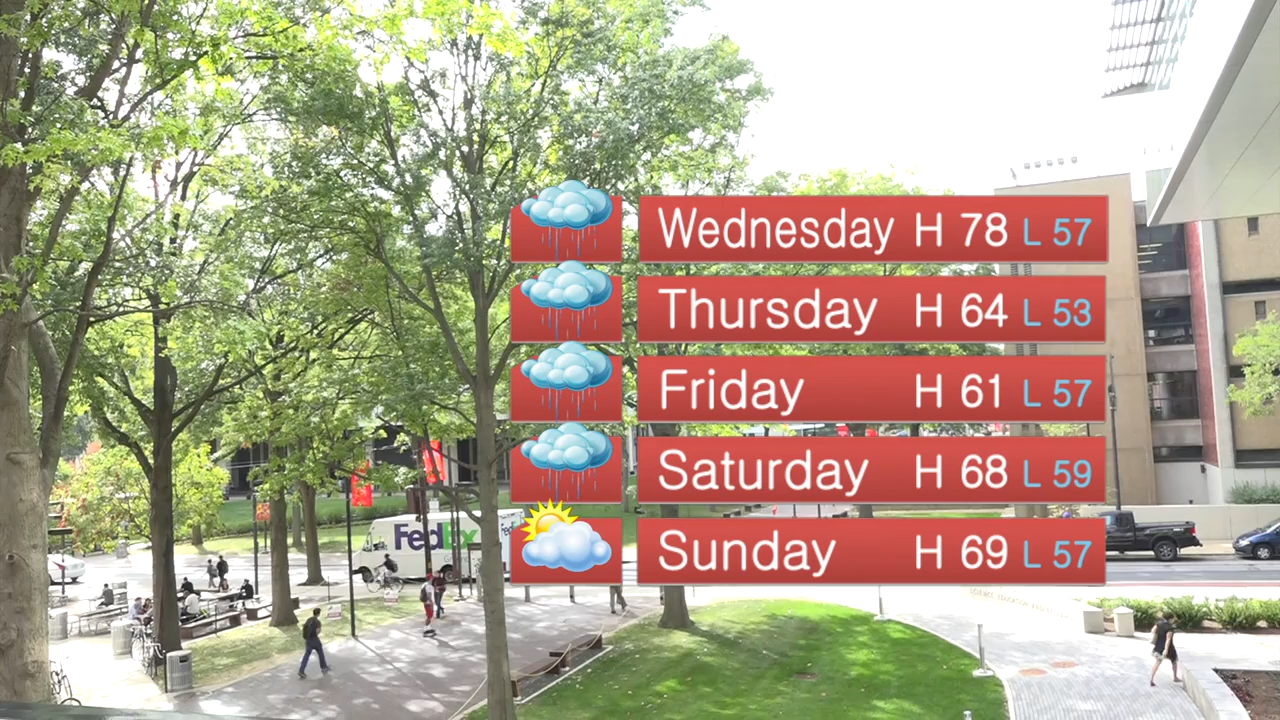 Wednesday H 78 L 57
Thursday H 64 L 53
Friday H 61 L 57
Saturday H 68 L 59
Sunday H 69 L 57
FedEx